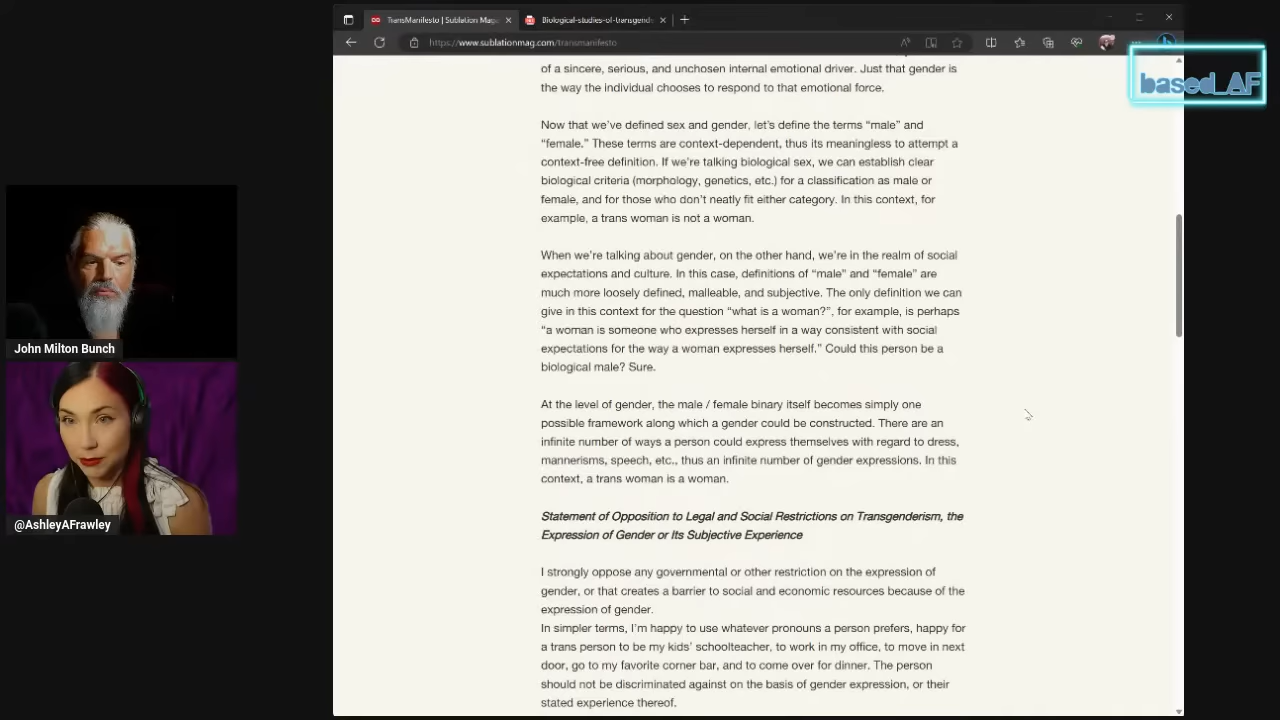 TransManifesto | Sublation Mag
Biological-studies-of-transgend
https://www.sublationmag.com/transmanifesto
based_AF
of a sincere, serious, and unchosen internal emotional driver. Just that gender is
the way the individual chooses to respond to that emotional force.
Now that we’ve defined sex and gender, let’s define the terms “male” and
“female.” These terms are context-dependent, thus its meaningless to attempt a
context-free definition. If we’re talking biological sex, we can establish clear
biological criteria (morphology, genetics, etc.) for a classification as male or
female, and for those who don’t neatly fit either category. In this context, for
example, a trans woman is not a woman.
When we’re talking about gender, on the other hand, we’re in the realm of social
expectations and culture. In this case, definitions of “male” and “female” are
much more loosely defined, malleable, and subjective. The only definition we can
give in this context for the question “what is a woman?”, for example, is perhaps
“a woman is someone who expresses herself in a way consistent with social
expectations for the way a woman expresses herself.” Could this person be a
biological male? Sure.
At the level of gender, the male / female binary itself becomes simply one
possible framework along which a gender could be constructed. There are an
infinite number of ways a person could express themselves with regard to dress,
mannerisms, speech, etc., thus an infinite number of gender expressions. In this
context, a trans woman is a woman.
Statement of Opposition to Legal and Social Restrictions on Transgenderism, the
Expression of Gender or Its Subjective Experience
I strongly oppose any governmental or other restriction on the expression of
gender, or that creates a barrier to social and economic resources because of the
expression of gender.
In simpler terms, I’m happy to use whatever pronouns a person prefers, happy for
a trans person to be my kids’ schoolteacher, to work in my office, to move in next
door, go to my favorite corner bar, and to come over for dinner. The person
should not be discriminated against on the basis of gender expression, or their
stated experience thereof.
John Milton Bunch
@AshleyAFrawley